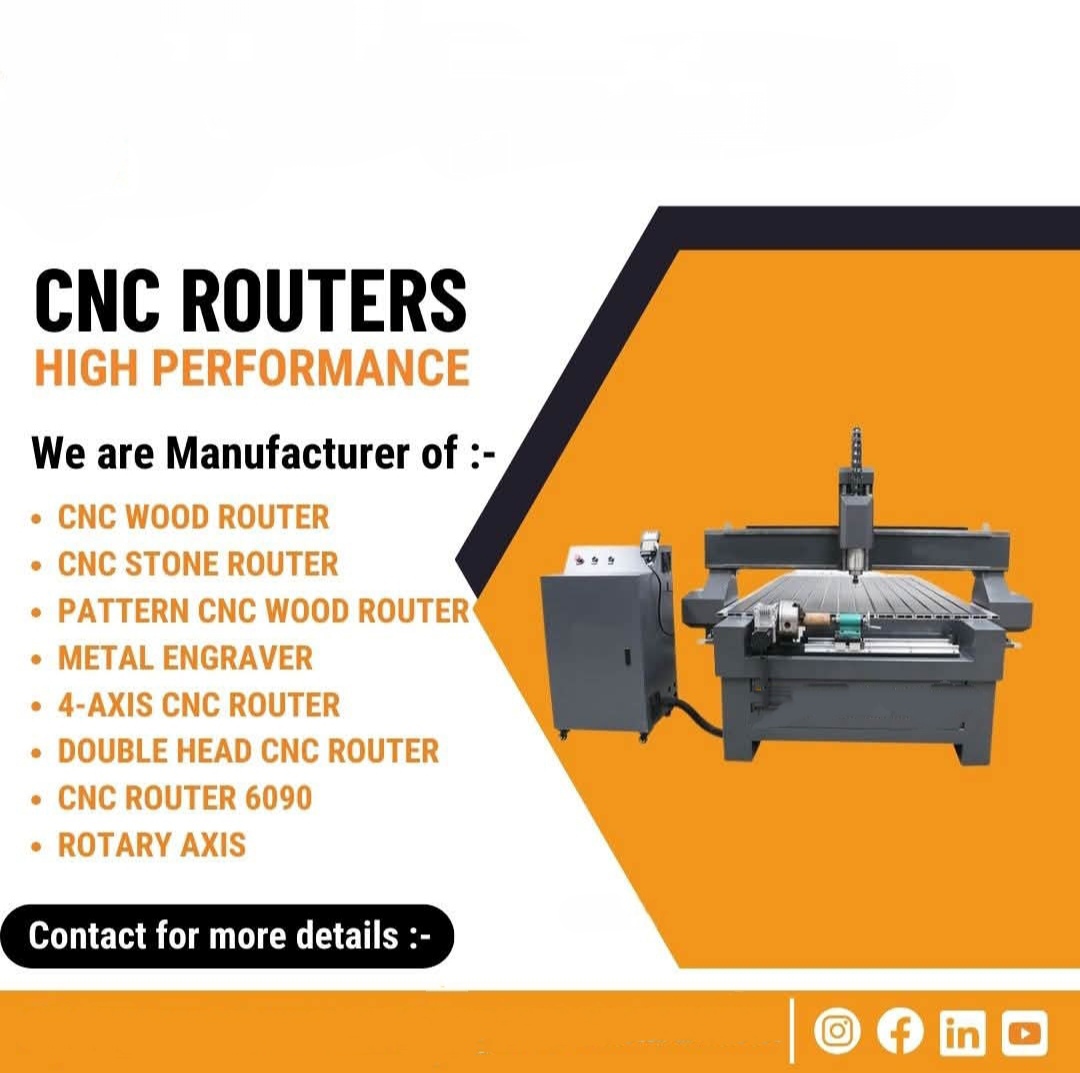 CNC ROUTERS
HIGH PERFORMANCE
We are Manufacturer of :-
• CNC WOOD ROUTER
• CNC STONE ROUTER
• PATTERN CNC WOOD ROUTER
• METAL ENGRAVER
• 4-AXIS CNC ROUTER
• DOUBLE HEAD CNC ROUTER
• CNC ROUTER 6090
• ROTARY AXIS
Contact for more details :-
in